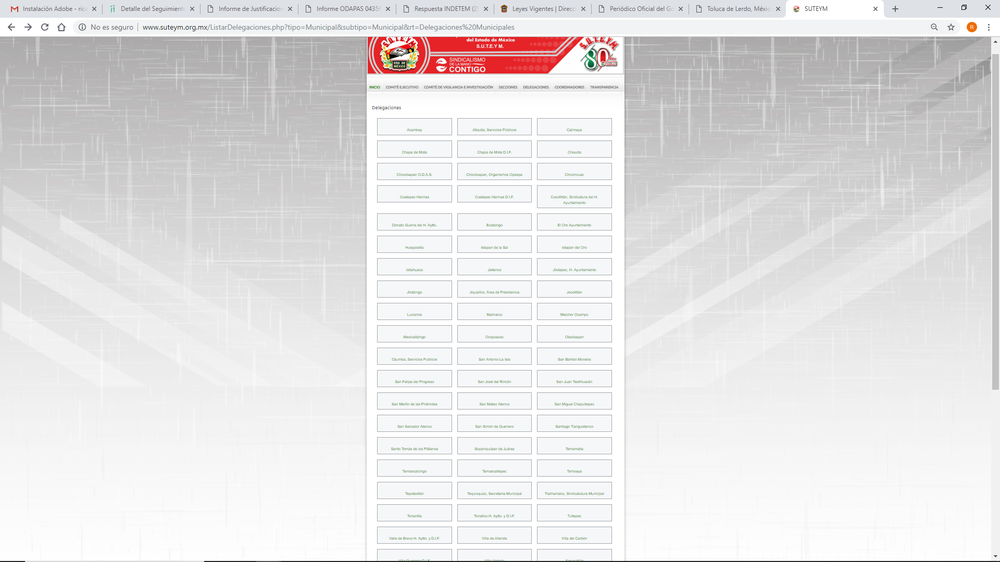 Instalación Adobe - rica
Detalle del Seguimiento
Informe de Justificacion
Informe ODAPAS 0435
Respuesta INDETEM (2)
Leyes Vigentes | Direcc
Periódico Oficial del Go
Toluca de Lerdo, México
SUTEYM
No es seguro | www.suteym.org.mx/ListarDelegaciones.php?tipo=Municipal&subtipo=Municipal&rt=Delegaciones%20Municipales
R
S.U.T.E.Y.M.
EDO. DE MÉXICO
del Estado de México
S.U.T.E.Y M.
SINDICALISMO
DE LA MANO
CONTIGO
S.U.T.E.Y.M.
80
INICIO COMITÉ EJECUTIVO COMITÉ DE VIGILANCIA E INVESTIGACIÓN SECCIONES DELEGACIONES COORDINADORES TRANSPARENCIA
Delegaciones
Acambay
Atlautla, Servicios Públicos
Calimaya
Chapa de Mota
Chapa de Mota D.I.F.
Chiautla
Chicoloapan O.D.A.S.
Chicoloapan, Organismos Opdapa
Chiconcuac
Coatepec Harinas
Coatepec Harinas D.I.F.
Cocotitlán, Sindicatura del H.
Ayuntamiento
Donato Guerra del H. Aytto.
Ecatzingo
El Oro Ayuntamiento
Hueypoxtla
Ixtapan de la Sal
Ixtapan del Oro
Ixtlahuaca
Jaltenco
Jilotepec, H. Ayuntamiento
Jilotzingo
Jiquipilco, Área de Presidencia
Jocotitlán
Luvianos
Malinalco
Melchor Ocampo
Mexicaltzingo
Ocoyoacac
Otzoloapan
Ozumba, Servicios Publicos
San Antonio La Isla
San Bartolo Morelos
San Felipe del Progreso
San José del Rincón
San Juan Teotihuacán
San Martín de las Pirámides
San Mateo Atenco
San Miguel Chapultepec
San Salvador Atenco
San Simón de Guerrero
Santiago Tianguistenco
Santo Tomás de los Plátanos
Soyaniquilpan de Juárez
Temamatla
Temascalcingo
Temascaltepec
Temoaya
Tepotzotlán
Tequixquiac, Secretaría Municipal
Tlalmanalco, Sindicatutura Municipal
Tonanitla
Tonatico H. Aytto. y D.I.F.
Tultepec
Valle de Bravo H. Aytto. y D.I.F.
Villa de Allende
Villa del Carbón
Villa Guerrero D.I.F.
Villa Victoria
Xonacatlán